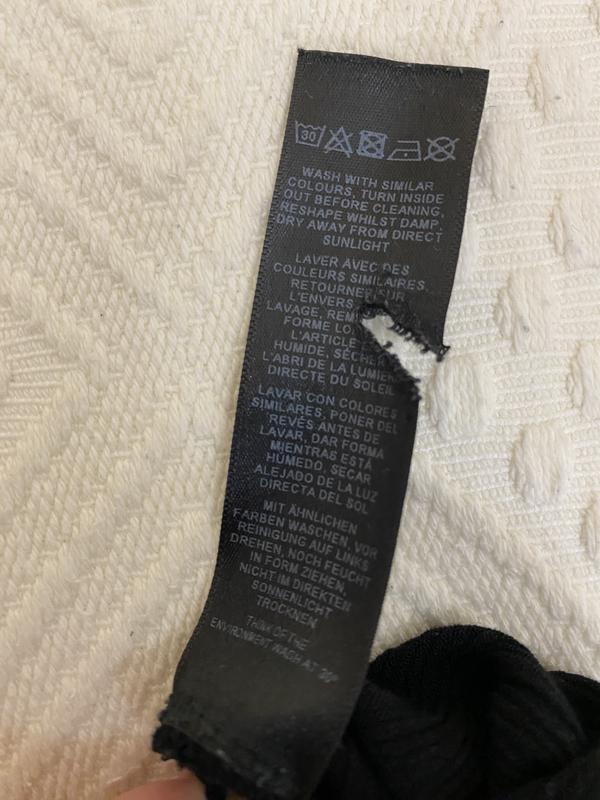 30
WASH WITH SIMILAR
COLOURS, TURN INSIDE
OUT BEFORE CLEANING,
RESHAPE WHILST DAMP,
DRY AWAY FROM DIRECT
SUNLIGHT
LAVER AVEC DES
COULEURS SIMILAIRES,
RETOURNER SUR
L'ENVERS
LAVAGE,
FORME
L'ARTICLE
HUMIDE,
L'ABRI DE LA
DIRECTE DU SOLEIL
LAVAR CON COLORES
SIMILARES, PONER DEL
REVÉS ANTES DE
LAVAR, DAR FORMA
MIENTRAS ESTÁ
HÚMEDO, SECAR
ALEJADO DE LA LUZ
DIRECTA DEL SOL
MIT ÄHNLICHEN
FARBEN WASCHEN, VOR
REINIGUNG AUF LINKS
DREHEN, NOCH FEUCHT
IN FORM ZIEHEN,
NICHT IM DIREKTEN
SONNENLICHT
TROCKNEN
THINK OF THE
ENVIRONMENT WASH AT 30°